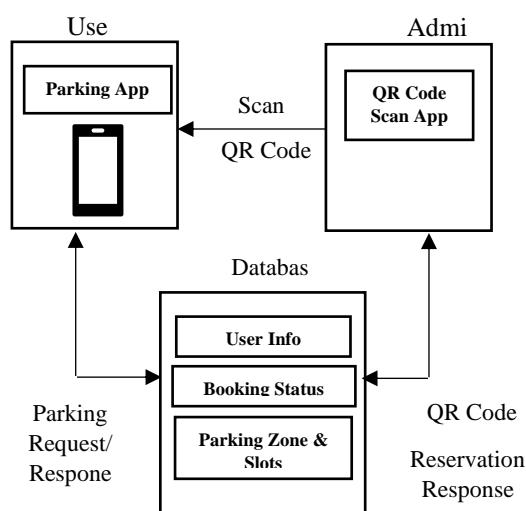 Use
Admi
Parking App
QR Code
Scan App
Scan
QR Code
Databas
User Info
Booking Status
Parking Zone &
Slots
Parking
Request/
Respone
QR Code
Reservation
Response